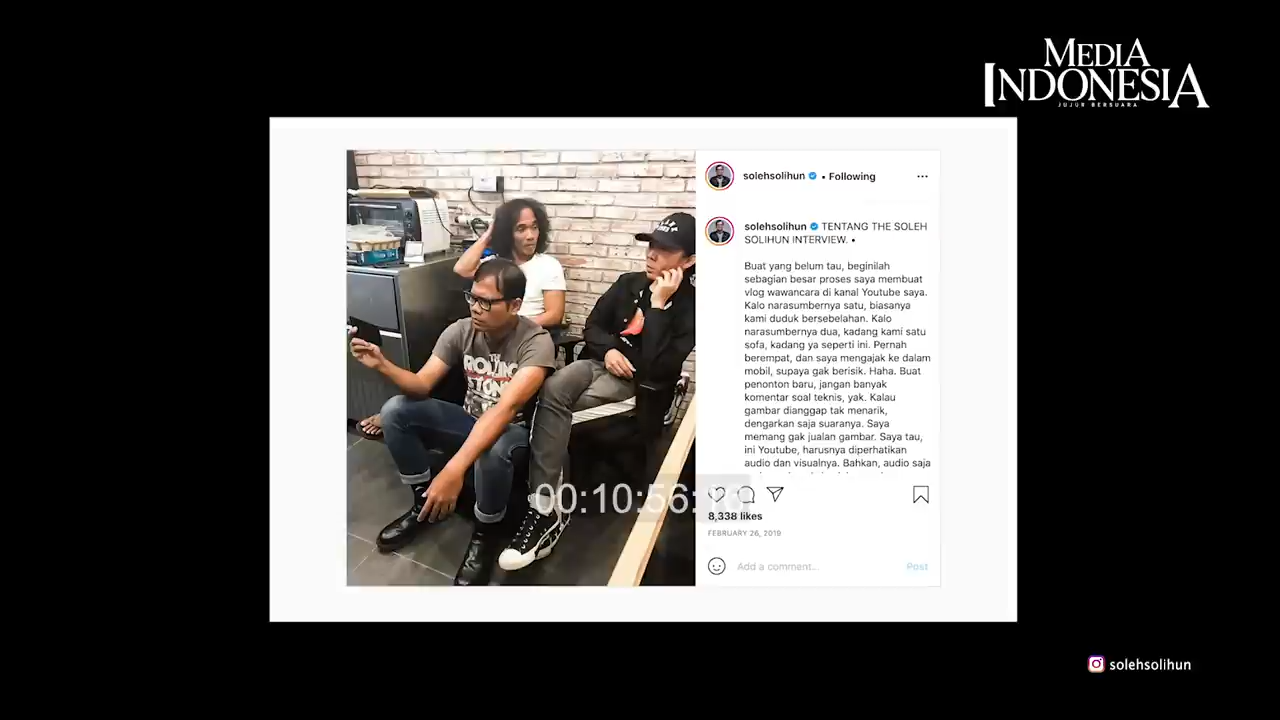 MEDIA
INDONESIA
JUJUR BERSUARA
solehsolihun • Following
solehsolihun TENTANG THE SOLEH
SOLIHUN INTERVIEW. •
Buat yang belum tau, beginilah
sebagian besar proses saya membuat
vlog wawancara di kanal Youtube saya.
Kalo narasumbernya satu, biasanya
kami duduk bersebelahan. Kalo
narasumbernya dua, kadang kami satu
sofa, kadang ya seperti ini. Pernah
berempat, dan saya mengajak ke dalam
mobil, supaya gak berisik. Haha. Buat
penonton baru, jangan banyak
komentar soal teknis, yak. Kalau
gambar dianggap tak menarik,
dengarkan saja suaranya. Saya
memang gak jualan gambar. Saya tau,
ini Youtube, harusnya diperhatikan
audio dan visualnya. Bahkan, audio saja
THE
ROLLING
STONES
00:10:56:
8,338 likes
FEBRUARY 26, 2019
Add a comment... Post
solehsolihun